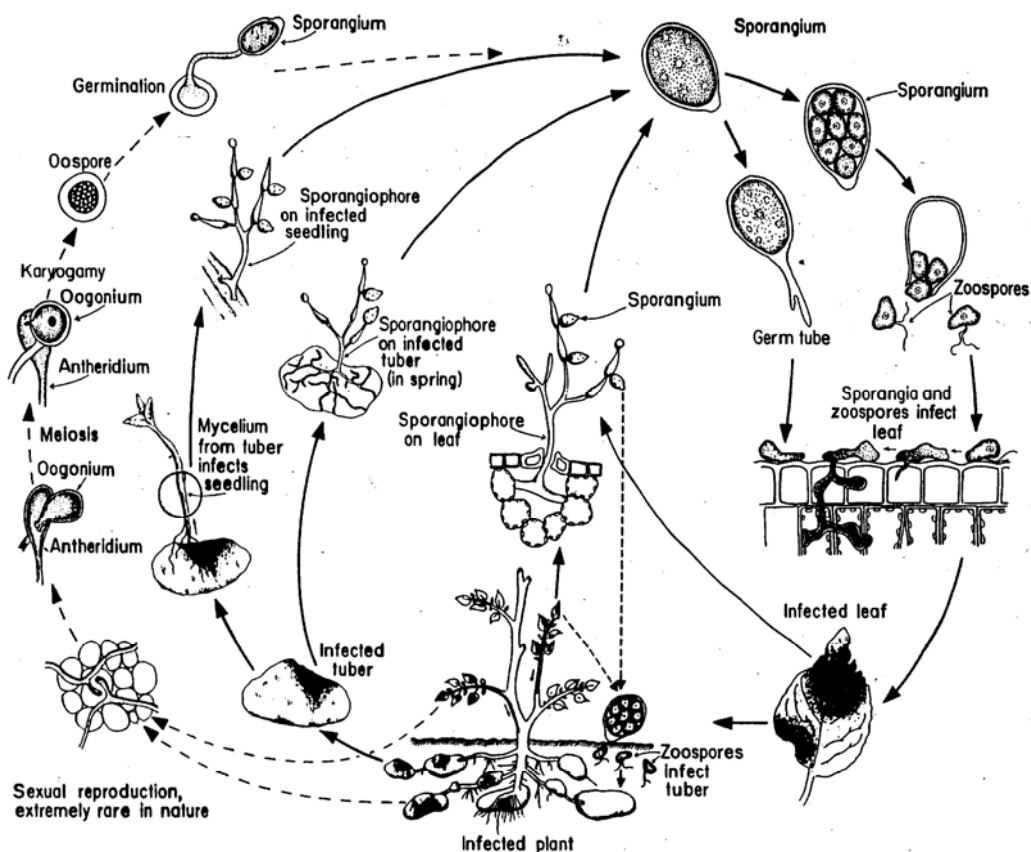 Sporangium
Germination
Sporangium
Sporangium
Oospore
Sporangiophore
on infected
seedling
Karyogamy
Oogonium
Antheridium
Sporangiophore
on infected
tuber
(in spring)
Sporangium
Germ tube
Zoospores
Meiosis
Mycelium
from tuber
infects
seedling
Sporangiophore
on leaf
Sporangia and
zoospores infect
leaf
Oogonium
Antheridium
Infected
tuber
Infected leaf
Zoospores
infect
tuber
Sexual reproduction,
extremely rare in nature
Infected plant